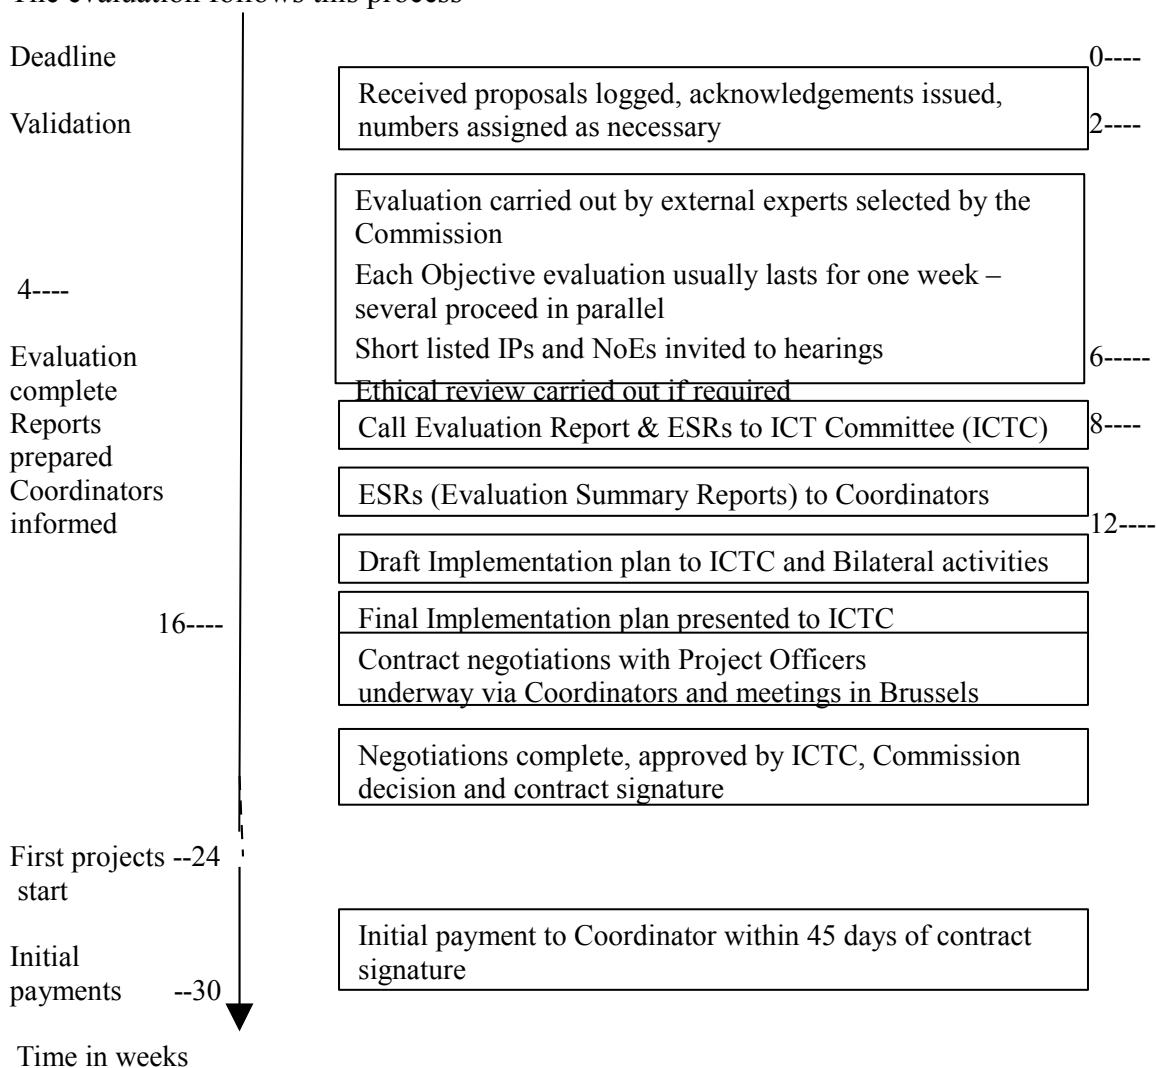 The evaluation follows this process
Deadline
0----
Received proposals logged, acknowledgements issued,
Validation
numbers assigned as necessary
2----
Evaluation carried out by external experts selected by the
Commission
Each Objective evaluation usually lasts for one week –
4----
several proceed in parallel
Evaluation
Short listed IPs and NoEs invited to hearings
6-----
complete
Ethical review carried out if required
Reports
Call Evaluation Report & ESRs to ICT Committee (ICTC)
8----
prepared
Coordinators
ESRs (Evaluation Summary Reports) to Coordinators
informed
12----
Draft Implementation plan to ICTC and Bilateral activities
16----
Final Implementation plan presented to ICTC
Contract negotiations with Project Officers
underway via Coordinators and meetings in Brussels
Negotiations complete, approved by ICTC, Commission
decision and contract signature
First projects --24
start
Initial payment to Coordinator within 45 days of contract
Initial
signature
payments --30
Time in weeks